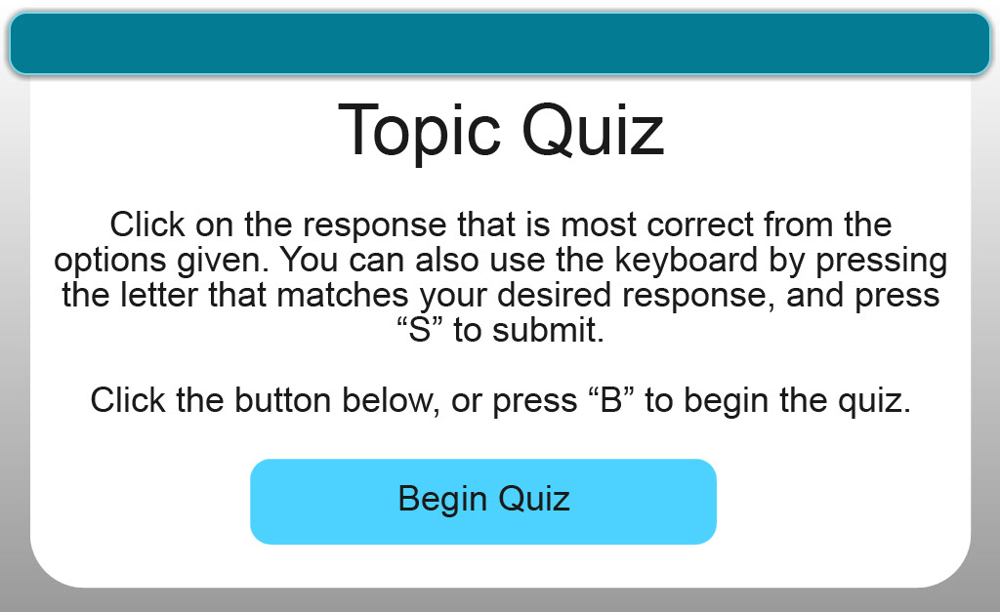 Topic Quiz
Click on the response that is most correct from the
options given. You can also use the keyboard by pressing
the letter that matches your desired response, and press
“S” to submit.
Click the button below, or press “B” to begin the quiz.
Begin Quiz